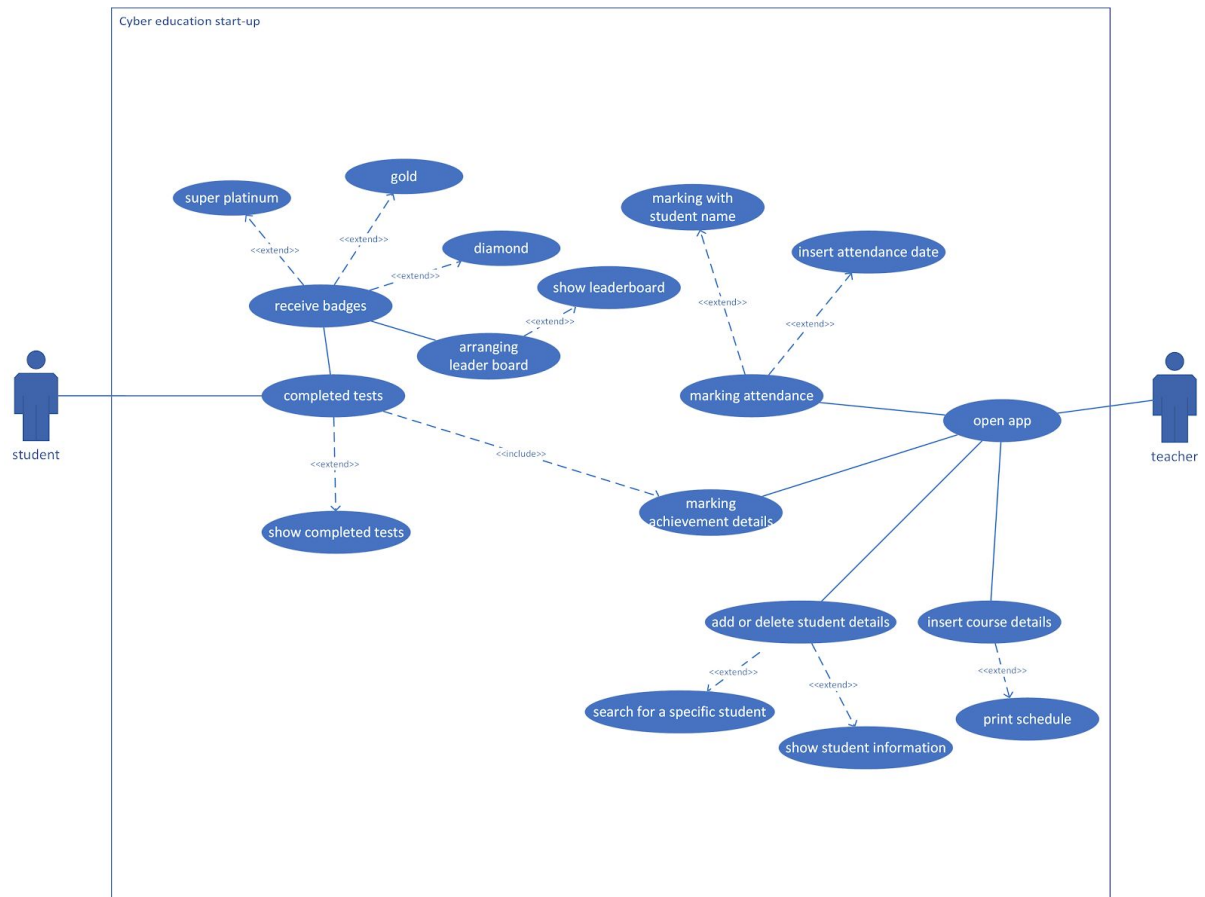 Cyber education start-up
gold
super platinum
marking with
student name
<<extend>>
<<extend>>
diamond
insert attendance date
<<extend>>
show leaderboard
receive badges
<<extend>>
<<extend>>
<<extend>>
arranging
leader board
completed tests
marking attendance
open app
student
teacher
<<include>>
<<extend>>
marking
achievement details
show completed tests
add or delete student details
insert course details
<<extend>>
<<extend>>
<<extend>>
search for a specific student
print schedule
show student information